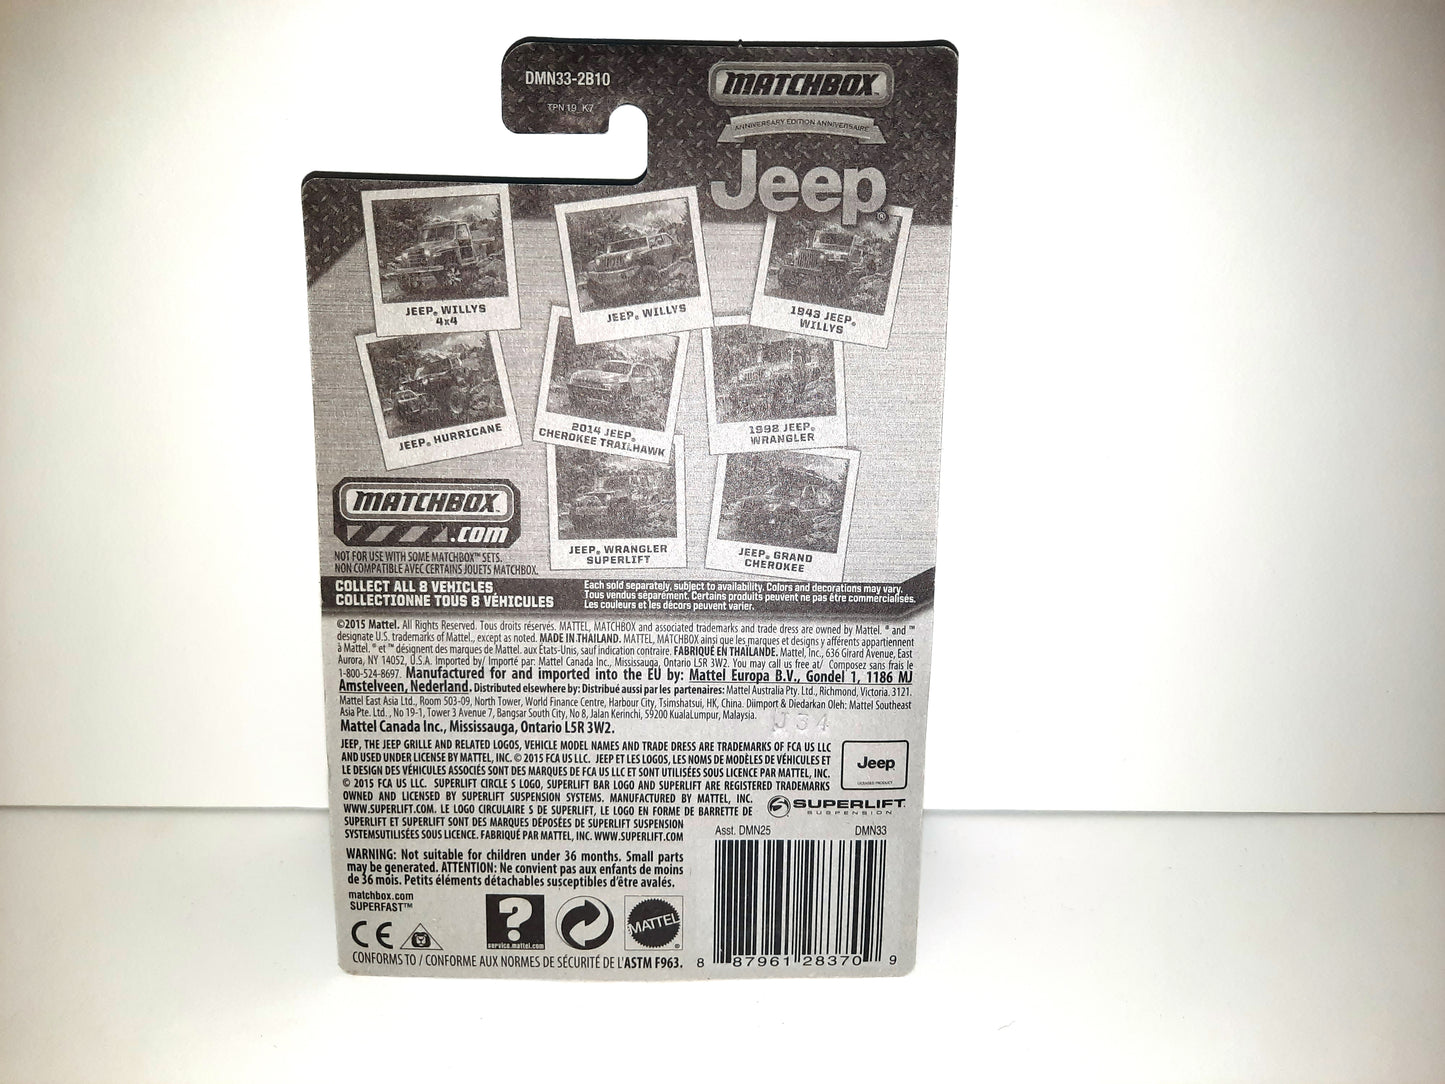 DMN33-2B10
TPN19 K7
MATCHBOX™
ANNIVERSARY EDITION ANNIVERSAIRE
Jeep®
JEEP® WILLYS
4x4
JEEP® WILLYS
1943 JEEP®
WILLYS
JEEP® HURRICANE
2014 JEEP®
CHEROKEE TRAILHAWK
1998 JEEP®
WRANGLER
JEEP® WRANGLER
SUPERLIFT
JEEP® GRAND
CHEROKEE
MATCHBOX
.com
NOT FOR USE WITH SOME MATCHBOX™ SETS.
NON COMPATIBLE AVEC CERTAINS JOUETS MATCHBOX.
COLLECT ALL 8 VEHICLES
COLLECTIONNE TOUS 8 VÉHICULES
Each sold separately, subject to availability. Colors and decorations may vary.
Tous vendus séparément. Certains produits peuvent ne pas être commercialisés.
Les couleurs et les décors peuvent varier.
©2015 Mattel. All Rights Reserved. Tous droits réservés. MATTEL, MATCHBOX and associated trademarks and trade dress are owned by Mattel. ® and ™
designate U.S. trademarks of Mattel., except as noted. MADE IN THAILAND. MATTEL, MATCHBOX ainsi que les marques et designs y afférents appartiennent
à Mattel. ® et ™ désignent des marques de Mattel. aux États-Unis, sauf indication contraire. FABRIQUÉ EN THAÏLANDE. Mattel, Inc., 636 Girard Avenue, East
Aurora, NY 14052, U.S.A. Imported by/ Importé par: Mattel Canada Inc., Mississauga, Ontario L5R 3W2. You may call us free at/ Composez sans frais le
1-800-524-8697. Manufactured for and imported into the EU by: Mattel Europa B.V., Gondel 1, 1186 MJ
Amstelveen, Nederland. Distributed elsewhere by: Distribué aussi par les partenaires: Mattel Australia Pty. Ltd., Richmond, Victoria. 3121.
Mattel East Asia Ltd., Room 503-09, North Tower, World Finance Centre, Harbour City, Tsimshatsui, HK, China. Diimport & Diedarkan Oleh: Mattel Southeast
Asia Pte. Ltd. , No 19-1, Tower 3 Avenue 7, Bangsar South City, No 8, Jalan Kerinchi, 59200 KualaLumpur, Malaysia.
J34
Mattel Canada Inc., Mississauga, Ontario L5R 3W2.
JEEP, THE JEEP GRILLE AND RELATED LOGOS, VEHICLE MODEL NAMES AND TRADE DRESS ARE TRADEMARKS OF FCA US LLC
AND USED UNDER LICENSE BY MATTEL, INC. © 2015 FCA US LLC. JEEP ET LES LOGOS, LES NOMS DE MODÈLES DE VÉHICULES ET
LE DESIGN DES VÉHICULES ASSOCIÉS SONT DES MARQUES DE FCA US LLC ET SONT UTILISÉES SOUS LICENCE PAR MATTEL, INC.
© 2015 FCA US LLC. SUPERLIFT CIRCLE S LOGO, SUPERLIFT BAR LOGO AND SUPERLIFT ARE REGISTERED TRADEMARKS
OWNED AND LICENSED BY SUPERLIFT SUSPENSION SYSTEMS. MANUFACTURED BY MATTEL, INC.
WWW.SUPERLIFT.COM. LE LOGO CIRCULAIRE S DE SUPERLIFT, LE LOGO EN FORME DE BARRETTE DE
SUPERLIFT ET SUPERLIFT SONT DES MARQUES DÉPOSÉES DE SUPERLIFT SUSPENSION
SYSTEMSUTILISÉES SOUS LICENCE. FABRIQUÉ PAR MATTEL, INC. WWW.SUPERLIFT.COM
Jeep
LICENSED PRODUCT
SUPERLIFT
SUSPENSION
Asst. DMN25 DMN33
WARNING: Not suitable for children under 36 months. Small parts
may be generated. ATTENTION: Ne convient pas aux enfants de moins
de 36 mois. Petits éléments détachables susceptibles d'être avalés.
matchbox.com
SUPERFAST™
CE
?
service.mattel.com
MATTEL®
CONFORMS TO / CONFORME AUX NORMES DE SÉCURITÉ DE L'ASTM F963.
8 87961 28370 9